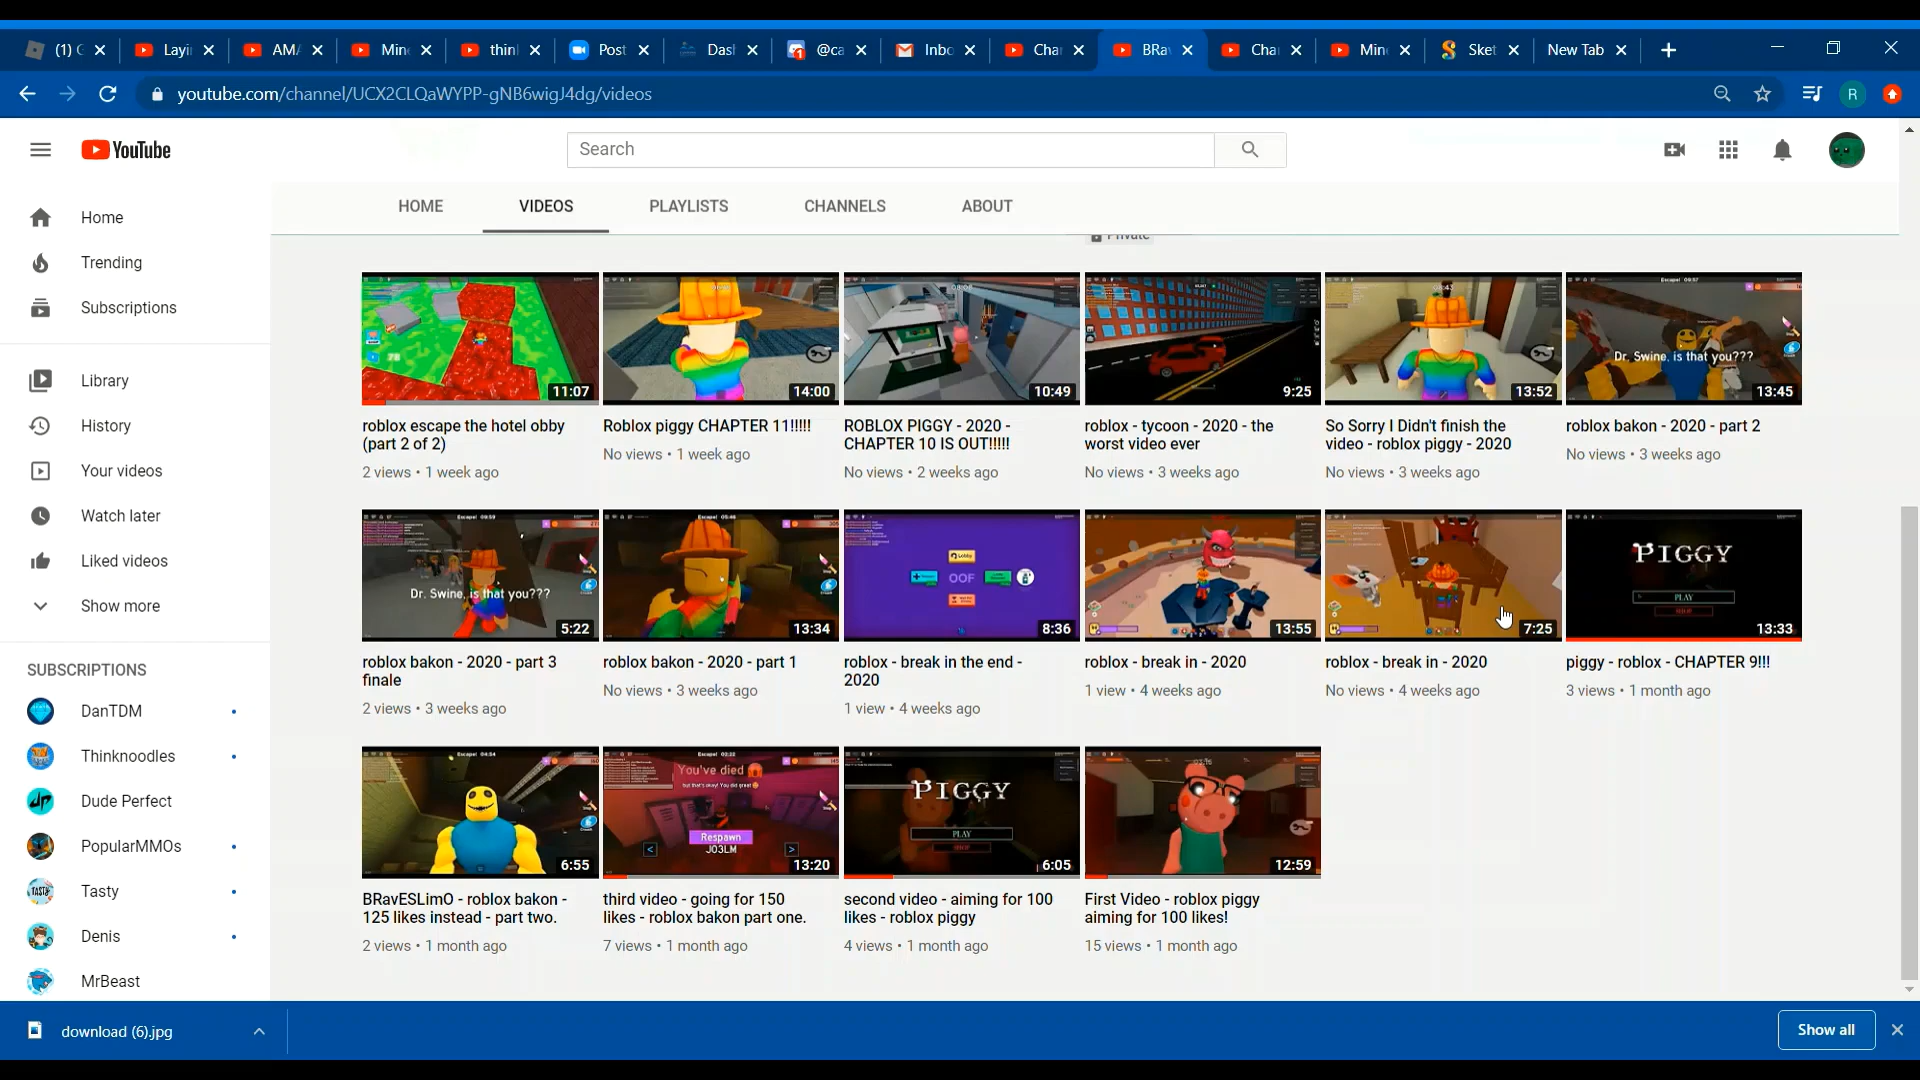 (1) C
Layi
AMA
Min
thinl
Post
Das
@ca
Inbo
Cha
BRa
Cha
Min
Sket
New Tab
youtube.com/channel/UCX2CLQaWYPP-gNB6wigJ4dg/videos
R
YouTube
Search
HOME
VIDEOS
PLAYLISTS
CHANNELS
ABOUT
Private
Home
Trending
Subscriptions
Library
History
Your videos
Watch later
Liked videos
Show more
SUBSCRIPTIONS
DanTDM
Thinknoodles
Dude Perfect
PopularMMOs
Tasty
Denis
MrBeast
11:07
roblox escape the hotel obby
(part 2 of 2)
2 views • 1 week ago
14:00
Roblox piggy CHAPTER 11!!!!!
No views • 1 week ago
10:49
ROBLOX PIGGY - 2020 -
CHAPTER 10 IS OUT!!!!!
No views • 2 weeks ago
9:25
roblox - tycoon - 2020 - the
worst video ever
No views • 3 weeks ago
13:52
So Sorry I Didn't finish the
video - roblox piggy - 2020
No views • 3 weeks ago
Dr. Swine, is that you???
13:45
roblox bakon - 2020 - part 2
No views • 3 weeks ago
Dr. Swine, is that you???
5:22
roblox bakon - 2020 - part 3
finale
2 views • 3 weeks ago
13:34
roblox bakon - 2020 - part 1
No views • 3 weeks ago
Lobby
OOF
8:36
roblox - break in the end -
2020
1 view • 4 weeks ago
13:55
roblox - break in - 2020
1 view • 4 weeks ago
7:25
roblox - break in - 2020
No views • 4 weeks ago
PIGGY
PLAY
SHOP
13:33
piggy - roblox - CHAPTER 9!!!
3 views • 1 month ago
6:55
BRavESLimO - roblox bakon -
125 likes instead - part two.
2 views • 1 month ago
You've died
but that's okay! You did great
Respawn
JO3LM
13:20
third video - going for 150
likes - roblox bakon part one.
7 views • 1 month ago
PIGGY
PLAY
SHOP
6:05
second video - aiming for 100
likes - roblox piggy
4 views • 1 month ago
12:59
First Video - roblox piggy
aiming for 100 likes!
15 views • 1 month ago
download (6).jpg
Show all